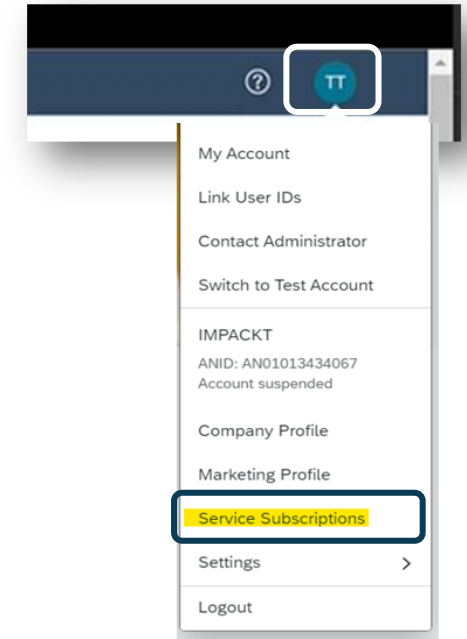 ?
TT
My Account
Link User IDs
Contact Administrator
Switch to Test Account
IMPACKT
ANID: AN01013434067
Account suspended
Company Profile
Marketing Profile
Service Subscriptions
Settings
Logout